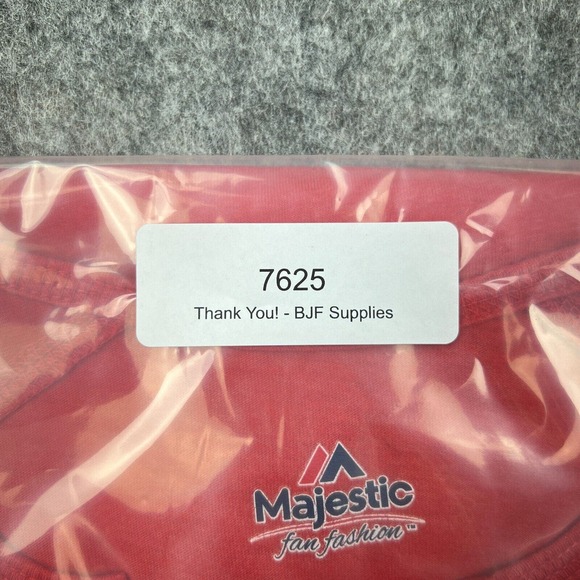 7625
Thank You! - BJF Supplies
Majestic
fan fashion™